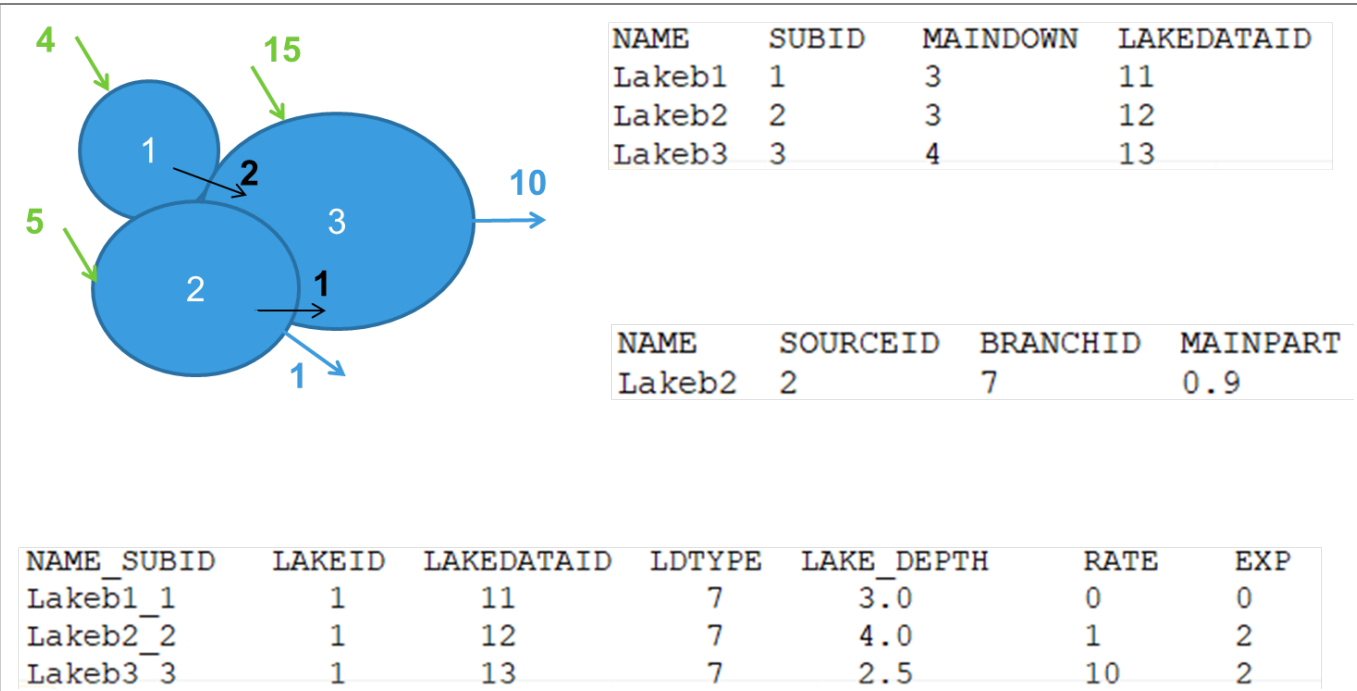 4
15
1
2
10
5
3
2
1
1
NAME SUBID MAINDOWN LAKEDATAID
Lakeb1 1 3 11
Lakeb2 2 3 12
Lakeb3 3 4 13
NAME SOURCEID BRANCHID MAINPART
Lakeb2 2 7 0.9
NAME_SUBID LAKEID LAKEDATAID LDTYPE LAKE_DEPTH RATE EXP
Lakeb1_1 1 11 7 3.0 0 0
Lakeb2_2 1 12 7 4.0 1 2
Lakeb3_3 1 13 7 2.5 10 2